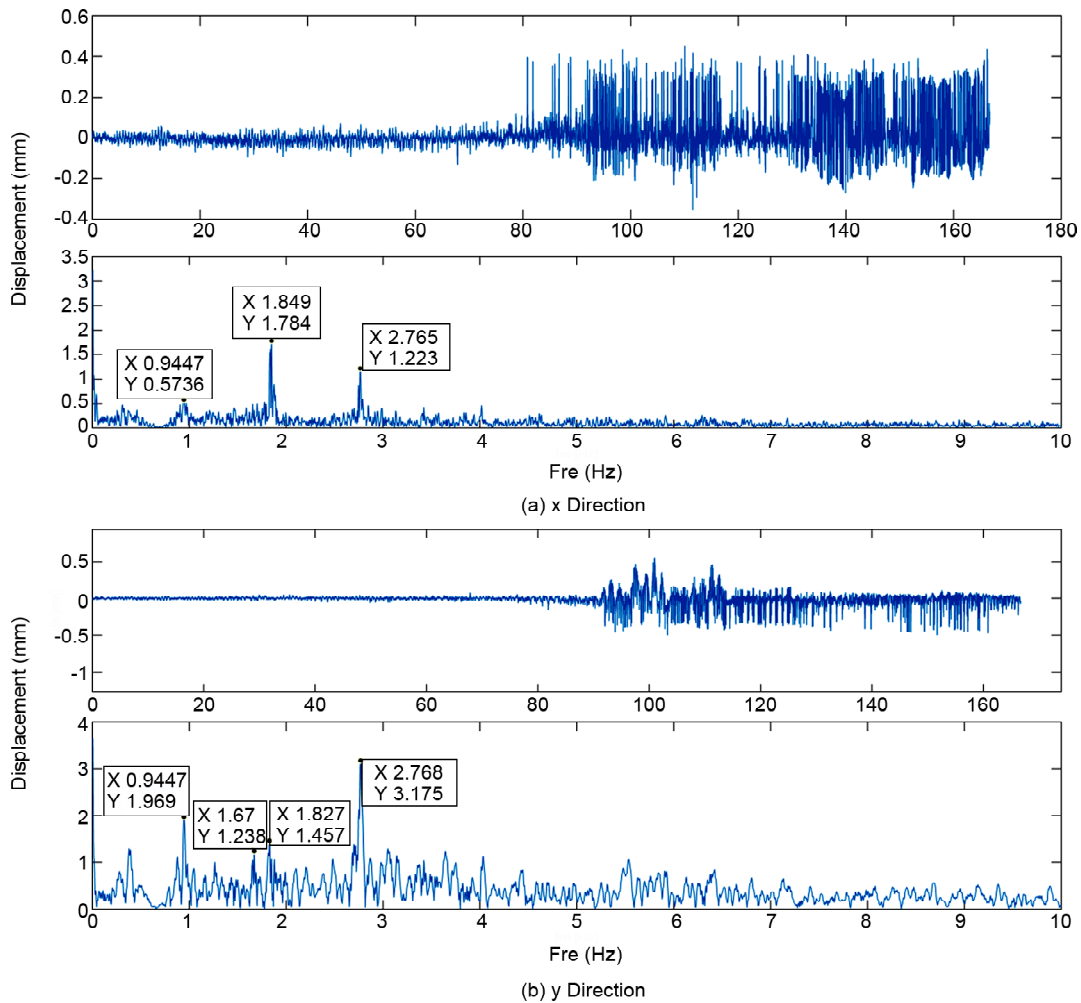 0.6
0.4
0.2
0
-0.2
-0.4
0 20 40 60 80 100 120 140 160 180
Displacement (mm)
3.5
3
2.5
2
1.5
1
0.5
0
X 0.9447
Y 0.5736
X 1.849
Y 1.784
X 2.765
Y 1.223
0 1 2 3 4 5 6 7 8 9 10
Fre (Hz)
(a) x Direction
0.5
0
-0.5
-1
0 20 40 60 80 100 120 140 160
Displacement (mm)
4
3
2
1
0
X 0.9447
Y 1.969
X 1.67
Y 1.238
X 1.827
Y 1.457
X 2.768
Y 3.175
0 1 2 3 4 5 6 7 8 9 10
Fre (Hz)
(b) y Direction